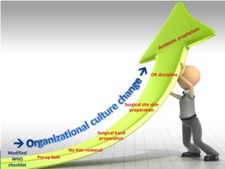 Antibiotic prophylaxis
OR discipline
Surgical site skin
preparation
Organizational culture change
Surgical hand
preparation
No Hair removal
Pre-op Bath
Modified
WHO
checklist